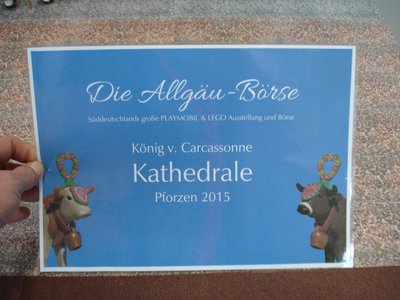 Die Allgäu-Börse
Süddeutschlands große PLAYMOBIL & LEGO Ausstellung und Börse
König v. Carcassonne
Kathedrale
Pforzen 2015